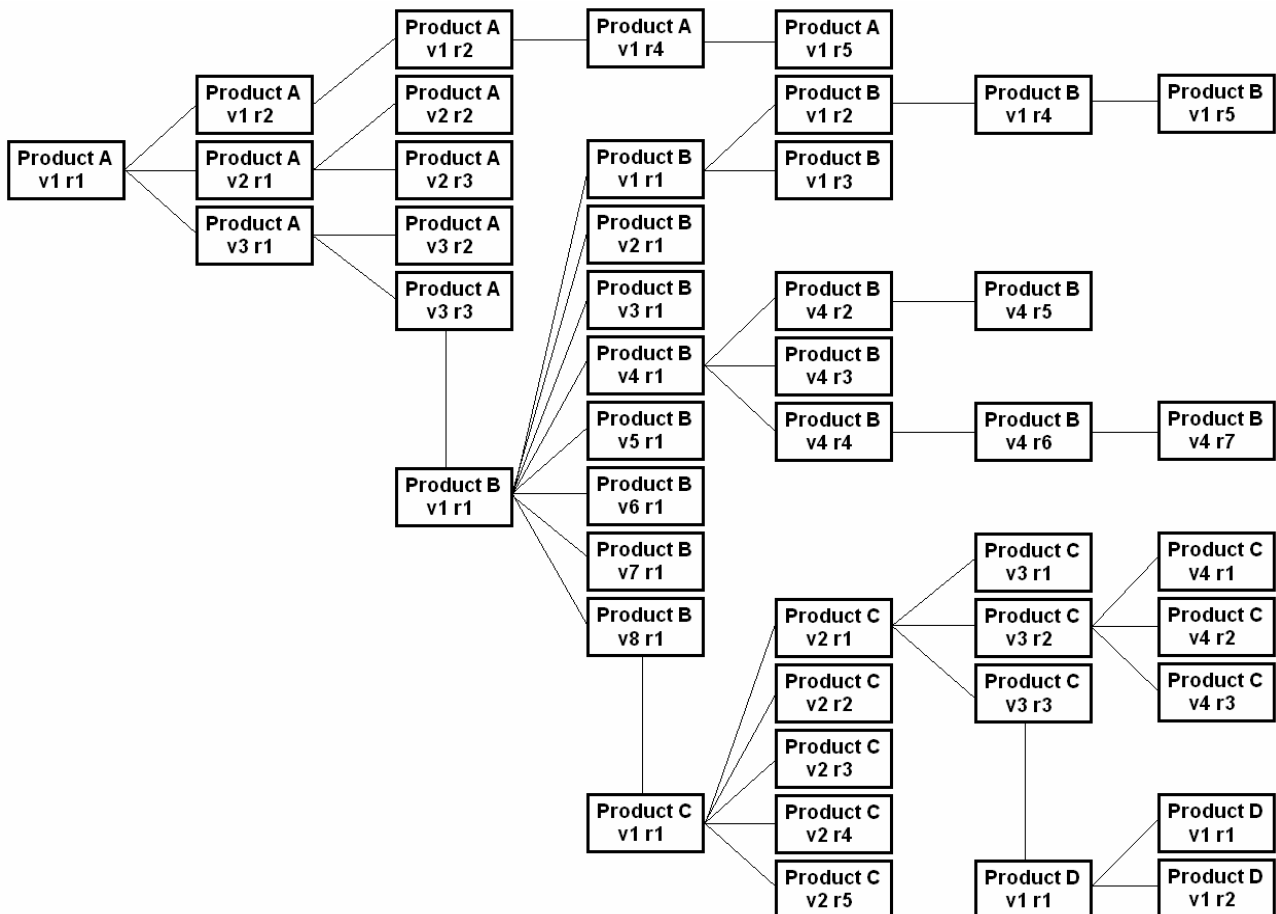 Product A
v1 r2
Product A
v1 r4
Product A
v1 r5
Product A
v1 r2
Product A
v2 r2
Product B
v1 r2
Product B
v1 r4
Product B
v1 r5
Product A
v1 r1
Product A
v2 r1
Product A
v2 r3
Product B
v1 r1
Product B
v1 r3
Product A
v3 r1
Product A
v3 r2
Product B
v2 r1
Product A
v3 r3
Product B
v3 r1
Product B
v4 r2
Product B
v4 r5
Product B
v4 r1
Product B
v4 r3
Product B
v5 r1
Product B
v4 r4
Product B
v4 r6
Product B
v4 r7
Product B
v1 r1
Product B
v6 r1
Product B
v7 r1
Product C
v3 r1
Product C
v4 r1
Product B
v8 r1
Product C
v2 r1
Product C
v3 r2
Product C
v4 r2
Product C
v2 r2
Product C
v3 r3
Product C
v4 r3
Product C
v2 r3
Product C
v1 r1
Product C
v2 r4
Product D
v1 r1
Product C
v2 r5
Product D
v1 r1
Product D
v1 r2